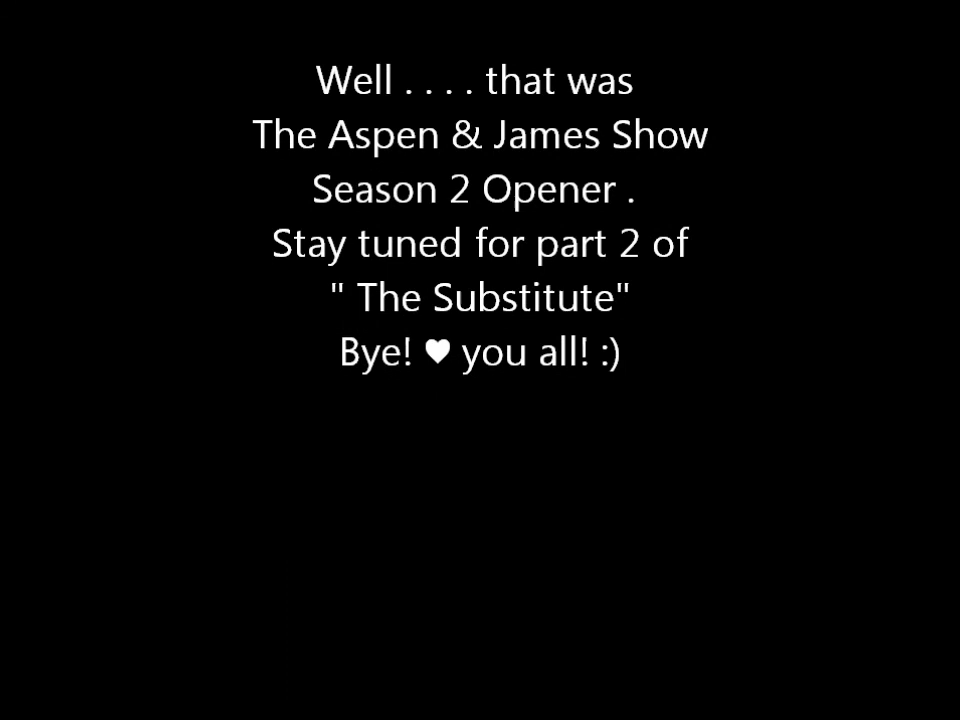 Well . . . . that was
The Aspen & James Show
Season 2 Opener .
Stay tuned for part 2 of
" The Substitute"
Bye! ♥ you all! :)